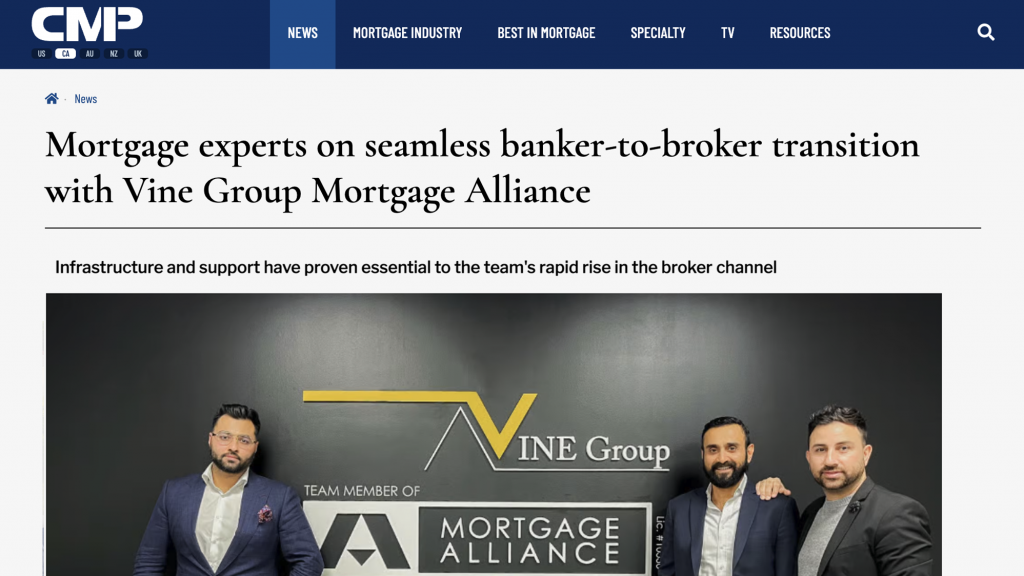 CMP
US CA AU NZ UK
NEWS MORTGAGE INDUSTRY BEST IN MORTGAGE SPECIALTY TV RESOURCES
News
Mortgage experts on seamless banker-to-broker transition
with Vine Group Mortgage Alliance
Infrastructure and support have proven essential to the team's rapid rise in the broker channel
VINE Group
TEAM MEMBER OF
MORTGAGE
ALLIANCE
Lic. #